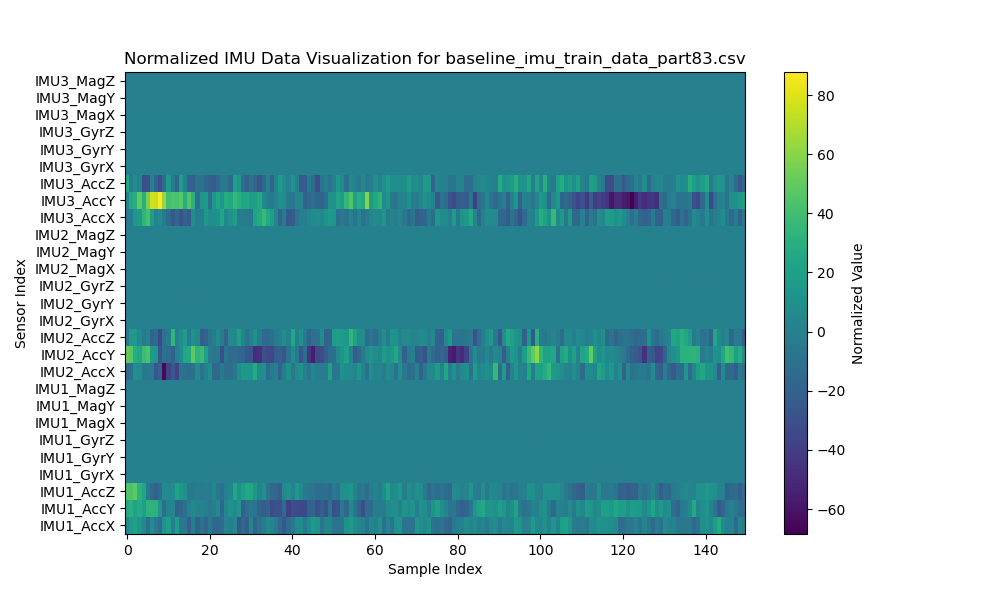 Normalized IMU Data Visualization for baseline_imu_train_data_part83.csv
IMU3_MagZ
IMU3_MagY
IMU3_MagX
IMU3_GyrZ
IMU3_GyrY
IMU3_GyrX
IMU3_AccZ
IMU3_AccY
IMU3_AccX
IMU2_MagZ
IMU2_MagY
IMU2_MagX
IMU2_GyrZ
IMU2_GyrY
IMU2_GyrX
IMU2_AccZ
IMU2_AccY
IMU2_AccX
IMU1_MagZ
IMU1_MagY
IMU1_MagX
IMU1_GyrZ
IMU1_GyrY
IMU1_GyrX
IMU1_AccZ
IMU1_AccY
IMU1_AccX
Sensor Index
0 20 40 60 80 100 120 140
Sample Index
80
60
40
20
0
−20
−40
−60
Normalized Value